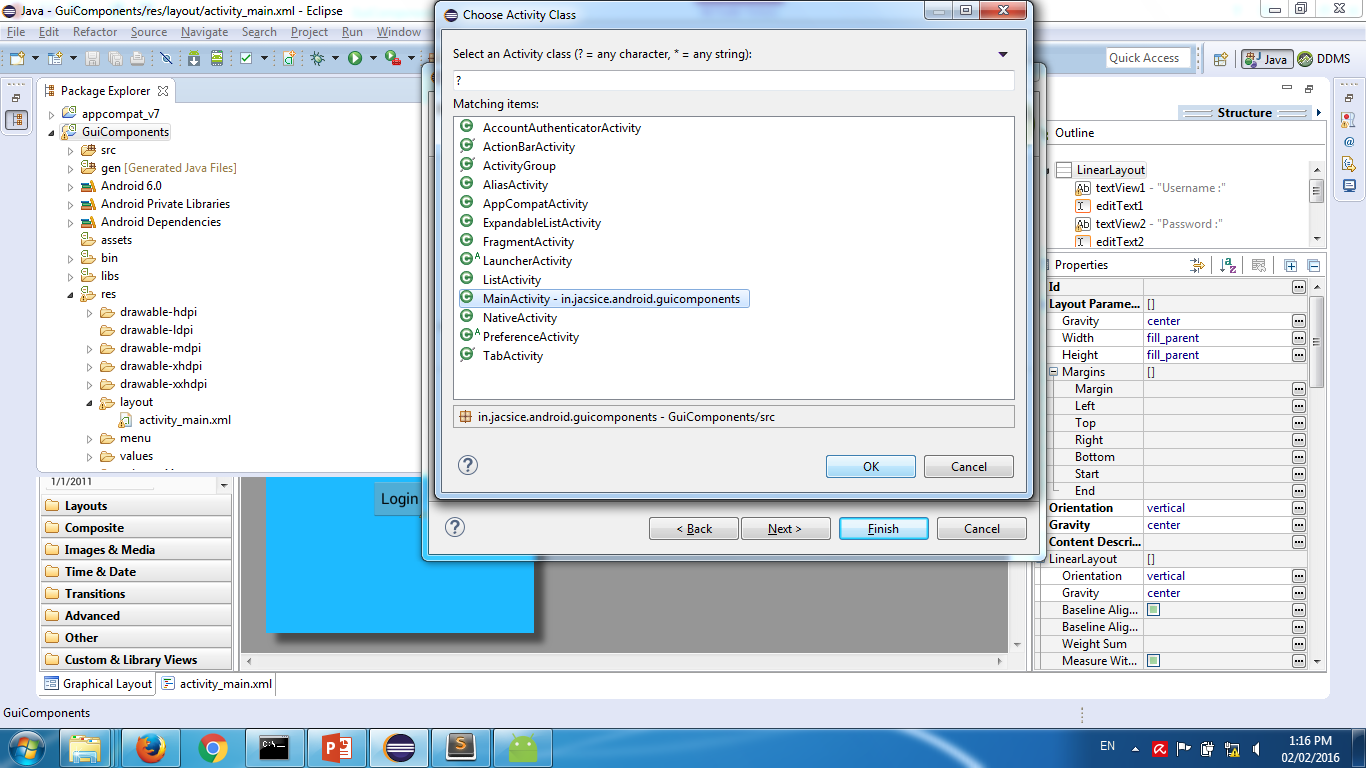 Java - GuiComponents/res/layout/activity_main.xml - Eclipse
File Edit Refactor Source Navigate Search Project Run Window
Quick Access
Java
DDMS
Package Explorer
appcompat_v7
GuiComponents
src
gen [Generated Java Files]
Android 6.0
Android Private Libraries
Android Dependencies
assets
bin
libs
res
drawable-hdpi
drawable-ldpi
drawable-mdpi
drawable-xhdpi
drawable-xxhdpi
layout
activity_main.xml
menu
values
1/1/2011
Layouts
Composite
Images & Media
Time & Date
Transitions
Advanced
Other
Custom & Library Views
Login
Graphical Layout
activity_main.xml
Choose Activity Class
Select an Activity class (? = any character, * = any string):
?
Matching items:
AccountAuthenticatorActivity
ActionBarActivity
ActivityGroup
AliasActivity
AppCompatActivity
ExpandableListActivity
FragmentActivity
LauncherActivity
ListActivity
MainActivity - in.jacsice.android.guicomponents
NativeActivity
PreferenceActivity
TabActivity
in.jacsice.android.guicomponents - GuiComponents/src
OK
Cancel
< Back
Next >
Finish
Cancel
Structure
Outline
LinearLayout
textView1 - "Username :"
editText1
textView2 - "Password :"
editText2
Properties
Id
Layout Parame... []
Gravity center
Width fill_parent
Height fill_parent
Margins []
Margin
Left
Top
Right
Bottom
Start
End
Orientation vertical
Gravity center
Content Descri...
LinearLayout []
Orientation vertical
Gravity center
Baseline Alig...
Baseline Alig...
Weight Sum
Measure Wit...
GuiComponents
EN
1:16 PM
02/02/2016